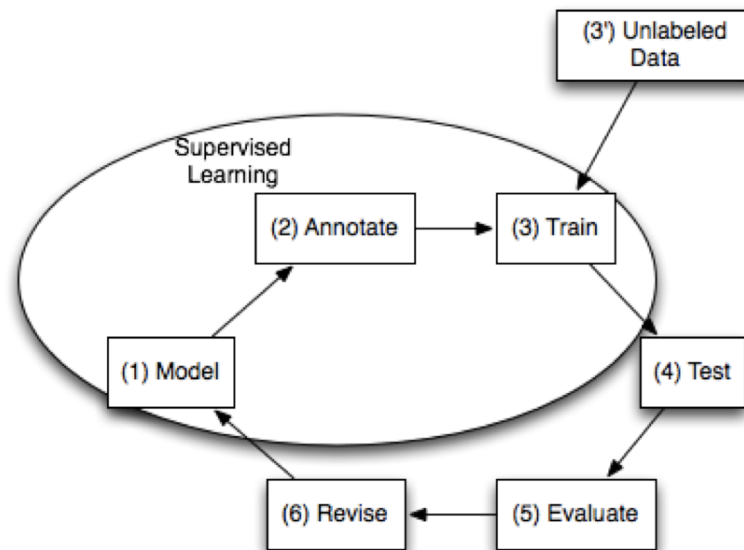 (3') Unlabeled
Data
Supervised
Learning
(2) Annotate
(3) Train
(1) Model
(4) Test
(6) Revise
(5) Evaluate